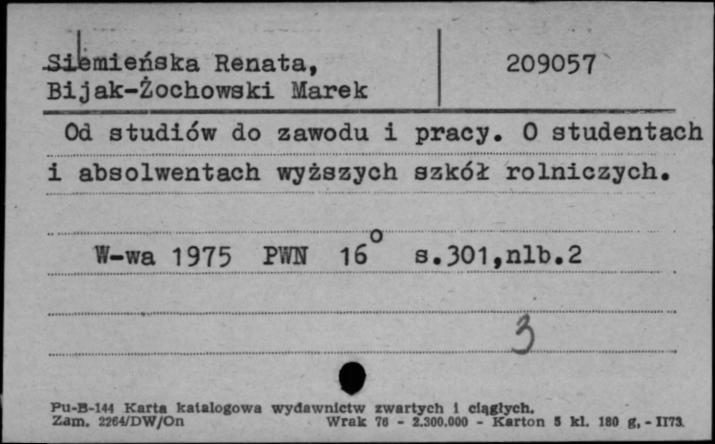 Siemieńska Renata, 209057
Bijak-Żochowski Marek
Od studiów do zawodu i pracy. O studentach
i absolwentach wyższych szkół rolniczych.
W-wa 1975 PWN 16° s.301,nlb.2
3
Pu-B-144 Karta katalogowa wydawnictw zwartych i ciągłych.
Zam. 2264/DW/On Wrak 76 - 2.300.000 - Karton 5 kl. 180 g. - II73.